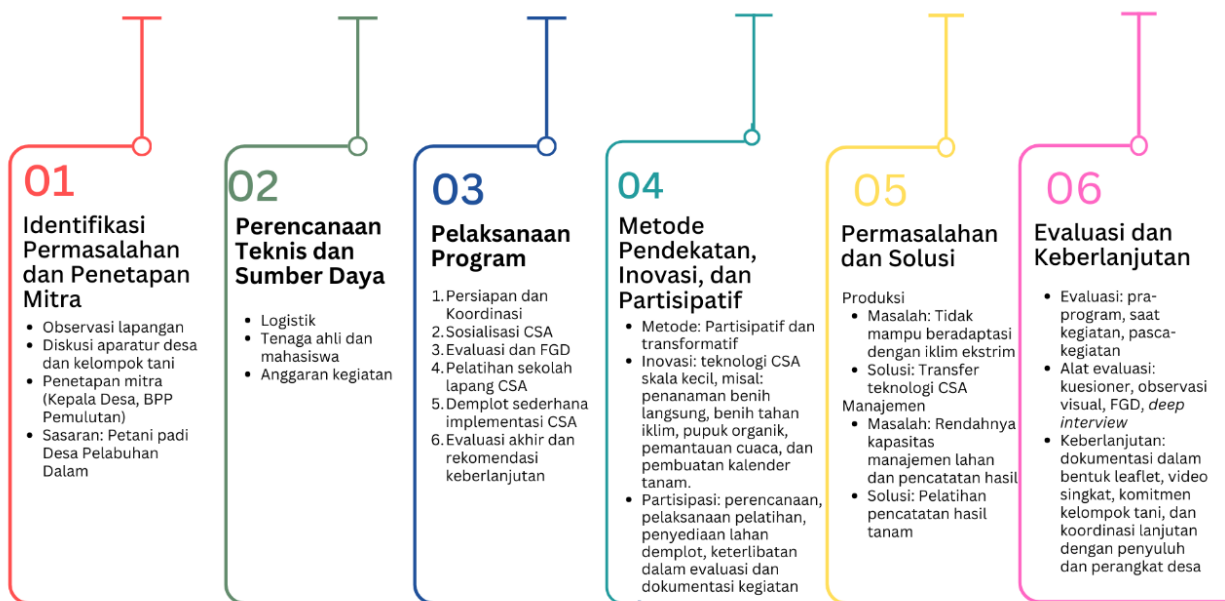 01
Identifikasi
Permasalahan
dan Penetapan
Mitra
• Observasi lapangan
• Diskusi aparatur desa
dan kelompok tani
• Penetapan mitra
(Kepala Desa, BPP
Pemulutan)
• Sasaran: Petani padi
Desa Pelabuhan
Dalam
02
Perencanaan
Teknis dan
Sumber Daya
• Logistik
• Tenaga ahli dan
mahasiswa
• Anggaran kegiatan
03
Pelaksanaan
Program
1. Persiapan dan
Koordinasi
2. Sosialisasi CSA
3. Evaluasi dan FGD
4. Pelatihan sekolah
lapang CSA
5. Demplot sederhana
implementasi CSA
6. Evaluasi akhir dan
rekomendasi
keberlanjutan
04
Metode
Pendekatan,
Inovasi, dan
Partisipatif
• Metode: Partisipatif dan
transformatif
• Inovasi: teknologi CSA
skala kecil, misal:
penanaman benih
langsung, benih tahan
iklim, pupuk organik,
pemantauan cuaca, dan
pembuatan kalender
tanam.
• Partisipasi: perencanaan,
pelaksanaan pelatihan,
penyediaan lahan
demplot, keterlibatan
dalam evaluasi dan
dokumentasi kegiatan
05
Permasalahan
dan Solusi
Produksi
• Masalah: Tidak
mampu beradaptasi
dengan iklim ekstrim
• Solusi: Transfer
teknologi CSA
Manajemen
• Masalah: Rendahnya
kapasitas
manajemen lahan
dan pencatatan hasil
• Solusi: Pelatihan
pencatatan hasil
tanam
06
Evaluasi dan
Keberlanjutan
• Evaluasi: pra-
program, saat
kegiatan, pasca-
kegiatan
• Alat evaluasi:
kuesioner, observasi
visual, FGD, deep
interview
• Keberlanjutan:
dokumentasi dalam
bentuk leaflet, video
singkat, komitmen
kelompok tani, dan
koordinasi lanjutan
dengan penyuluh
dan perangkat desa